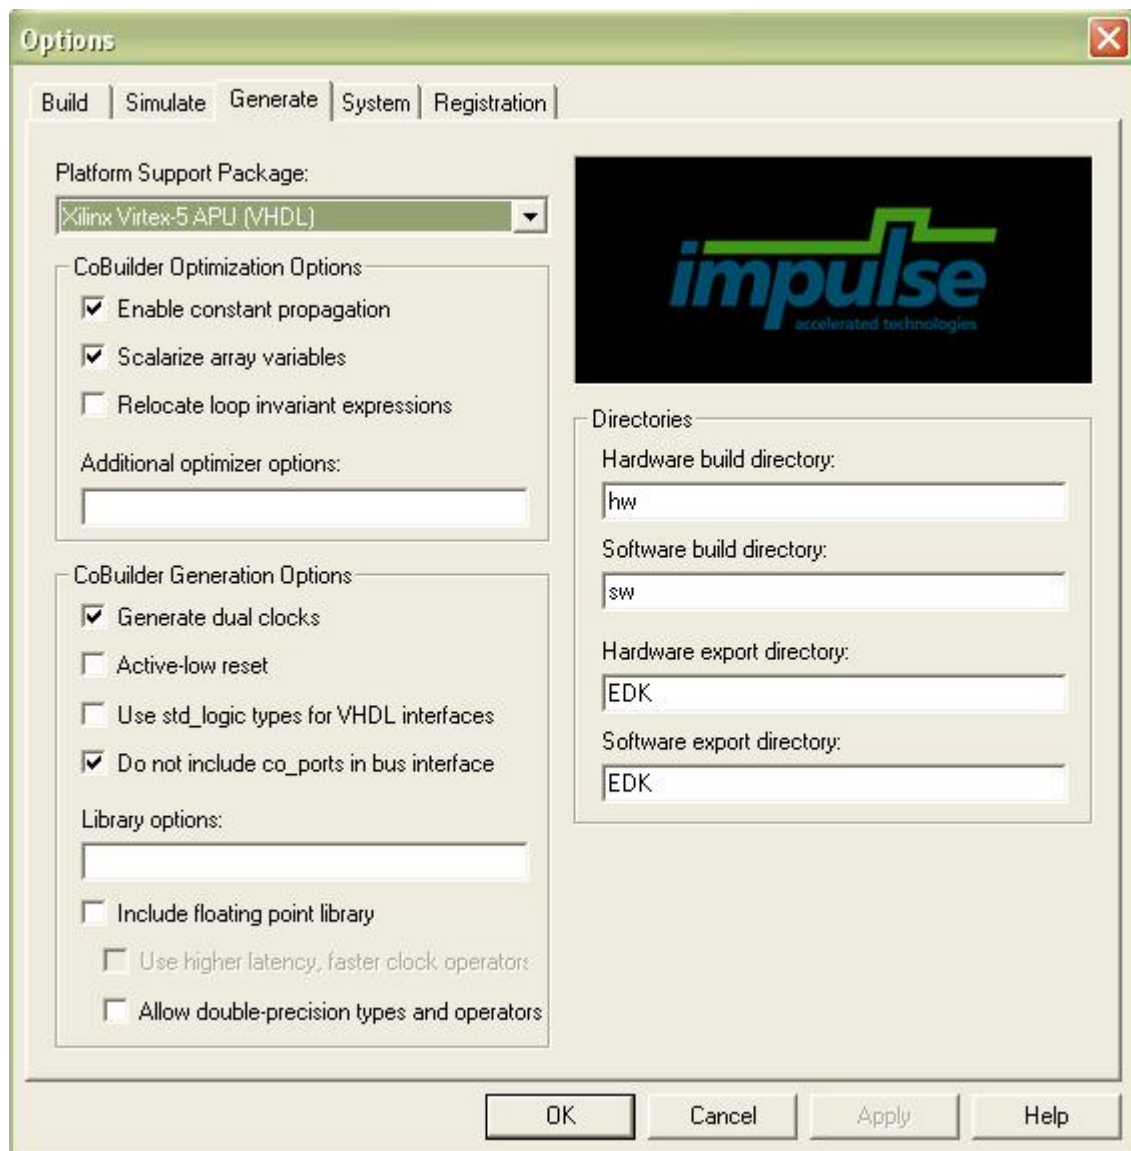 Options
Build Simulate Generate System Registration
Platform Support Package:
Xilinx Virtex-5 APU (VHDL)
CoBuilder Optimization Options
Enable constant propagation
Scalarize array variables
Relocate loop invariant expressions
Additional optimizer options:
CoBuilder Generation Options
Generate dual clocks
Active-low reset
Use std_logic types for VHDL interfaces
Do not include co_ports in bus interface
Library options:
Include floating point library
Use higher latency, faster clock operators
Allow double-precision types and operators
impulse
accelerated technologies
Directories
Hardware build directory:
hw
Software build directory:
sw
Hardware export directory:
EDK
Software export directory:
EDK
OK Cancel Apply Help